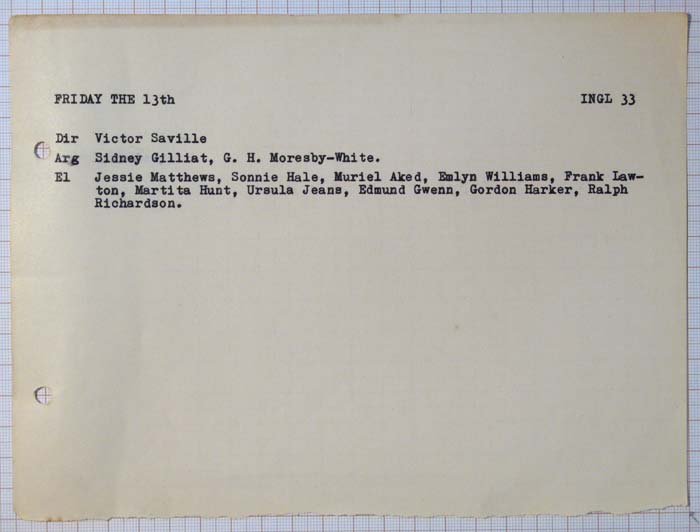 FRIDAY THE 13th INGL 33
Dir Victor Saville
Arg Sidney Gilliat, G. H. Moresby-White.
El Jessie Matthews, Sonnie Hale, Muriel Aked, Emlyn Williams, Frank Law-
ton, Martita Hunt, Ursula Jeans, Edmund Gwenn, Gordon Harker, Ralph
Richardson.